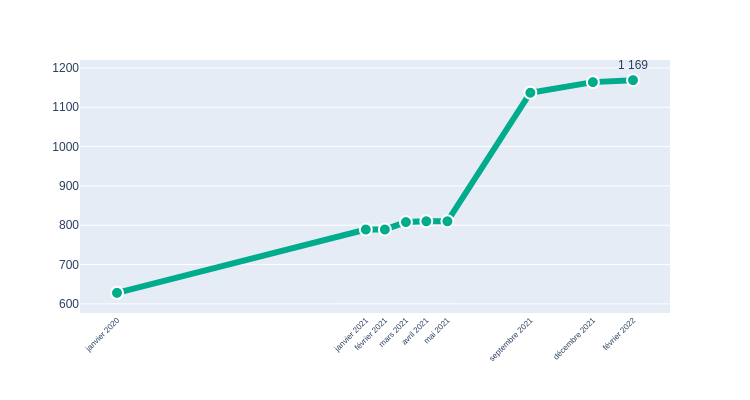 1 169
1200
1100
1000
900
800
700
600
janvier 2020
janvier 2021
février 2021
mars 2021
avril 2021
mai 2021
septembre 2021
décembre 2021
février 2022